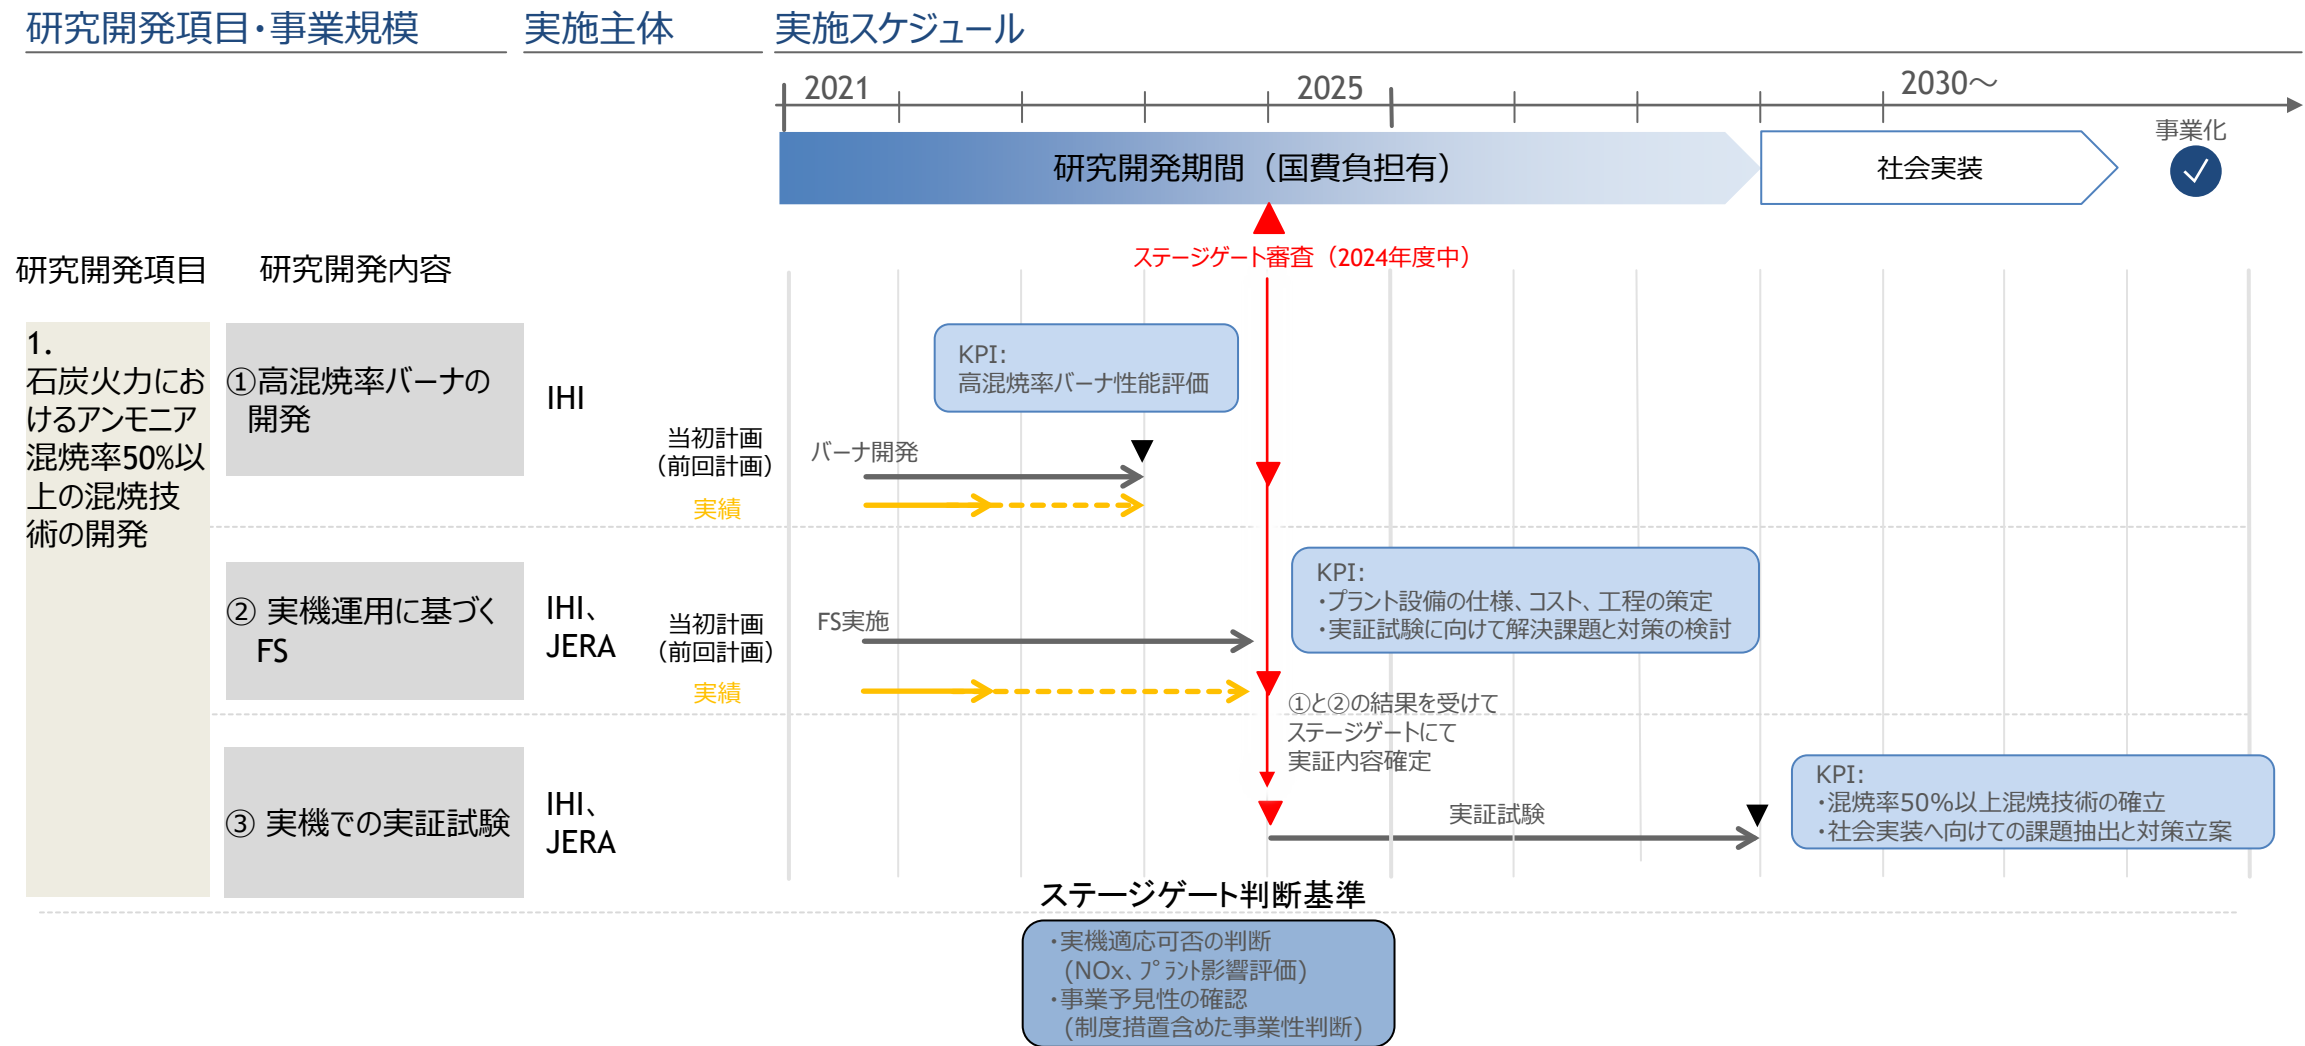 研究開発項目・事業規模
実施主体
実施スケジュール
2021
2025
2030～
研究開発期間（国費負担有）
社会実装
事業化
ステージゲート審査（2024年度中）
研究開発項目
研究開発内容
1.
石炭火力にお
けるアンモニア
混焼率50%以
上の混焼技
術の開発
①高混焼率バーナの
開発
IHI
KPI:
高混焼率バーナ性能評価
当初計画
（前回計画）
バーナ開発
実績
② 実機運用に基づく
FS
IHI、
JERA
当初計画
（前回計画）
FS実施
実績
KPI:
・プラント設備の仕様、コスト、工程の策定
・実証試験に向けて解決課題と対策の検討
①と②の結果を受けて
ステージゲートにて
実証内容確定
③ 実機での実証試験
IHI、
JERA
実証試験
KPI:
・混焼率50%以上混焼技術の確立
・社会実装へ向けての課題抽出と対策立案
ステージゲート判断基準
・実機適応可否の判断
(NOx、プラント影響評価)
・事業予見性の確認
(制度措置含めた事業性判断)